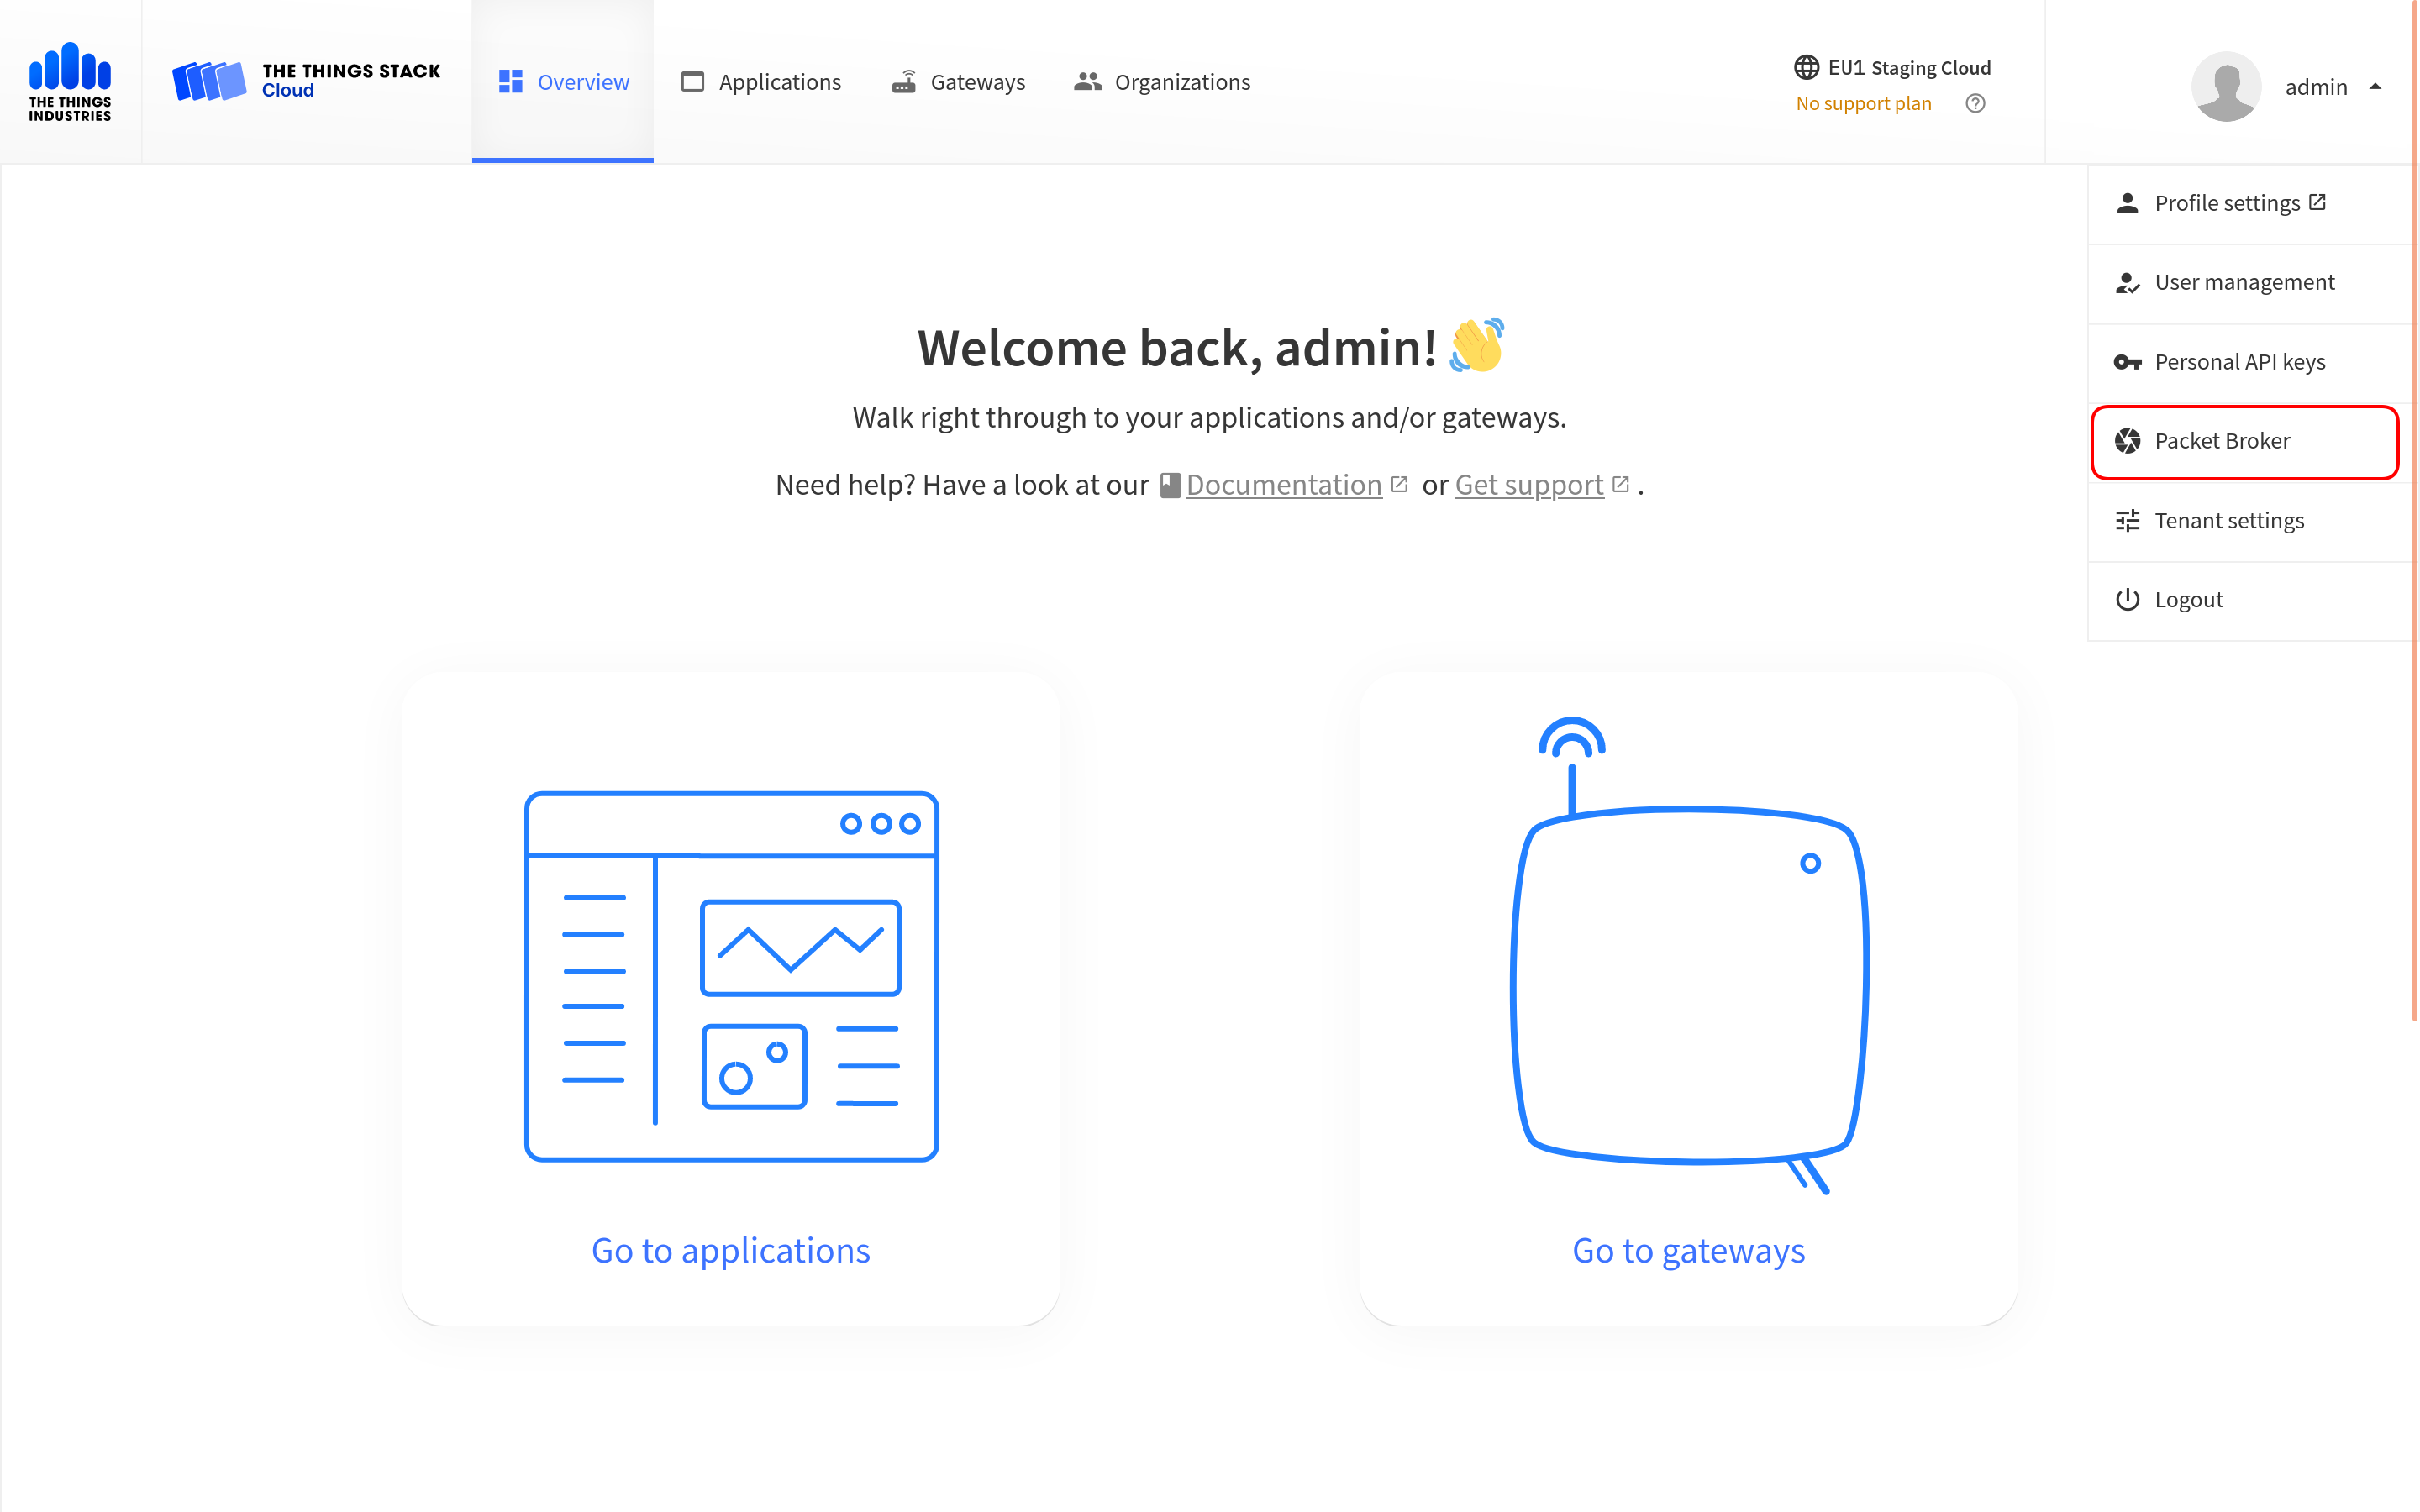 THE THINGS
INDUSTRIES
THE THINGS STACK
Cloud
Overview
Applications
Gateways
Organizations
EU1 Staging Cloud
No support plan
admin
Profile settings
User management
Personal API keys
Packet Broker
Tenant settings
Logout
Welcome back, admin! 👋
Walk right through to your applications and/or gateways.
Need help? Have a look at our Documentation or Get support .
Go to applications
Go to gateways